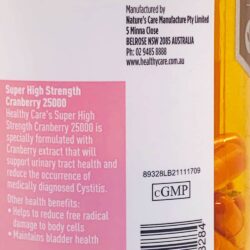 Manufactured by
Nature's Care Manufacture Pty Limited
5 Minna Close
BELROSE NSW 2085 AUSTRALIA
Ph: 02 9485 8088
www.healthycare.com.au
Super High Strength
Cranberry 25000
Healthy Care's Super High
Strength Cranberry 25000 is
specially formulated with
Cranberry extract that will
support urinary tract health and
reduce the occurrence of
medically diagnosed Cystitis.
Other health benefits:
• Helps to reduce free radical
damage to body cells
• Maintains bladder health
89328LB21111709
cGMP